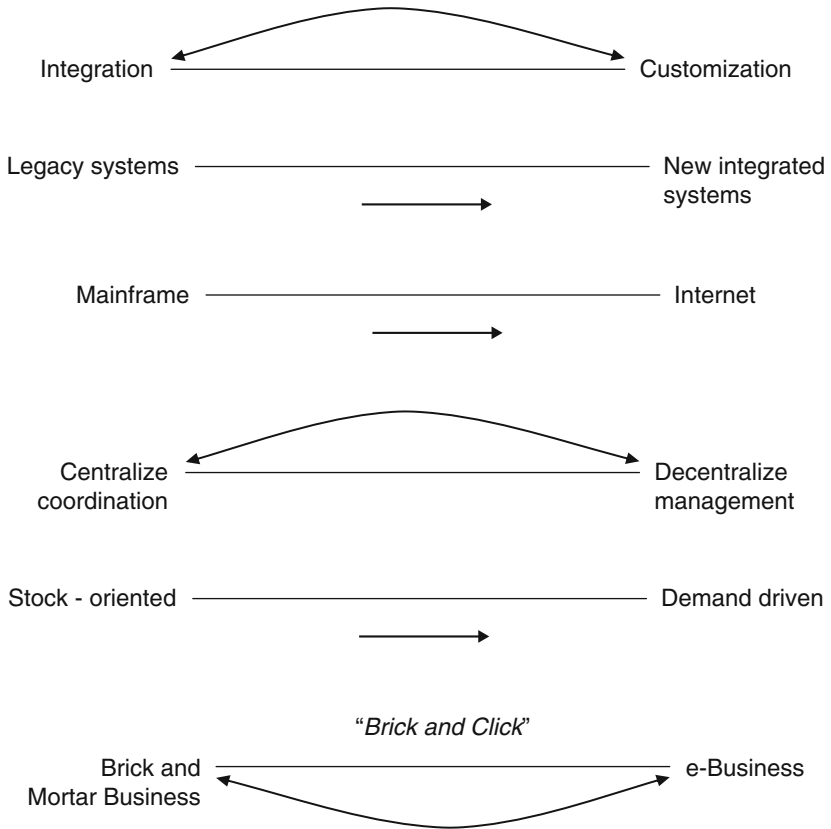 Integration
Customization
Legacy systems
New integrated
systems
Mainframe
Internet
Centralize
coordination
Decentralize
management
Stock - oriented
Demand driven
“Brick and Click”
Brick and
Mortar Business
e-Business